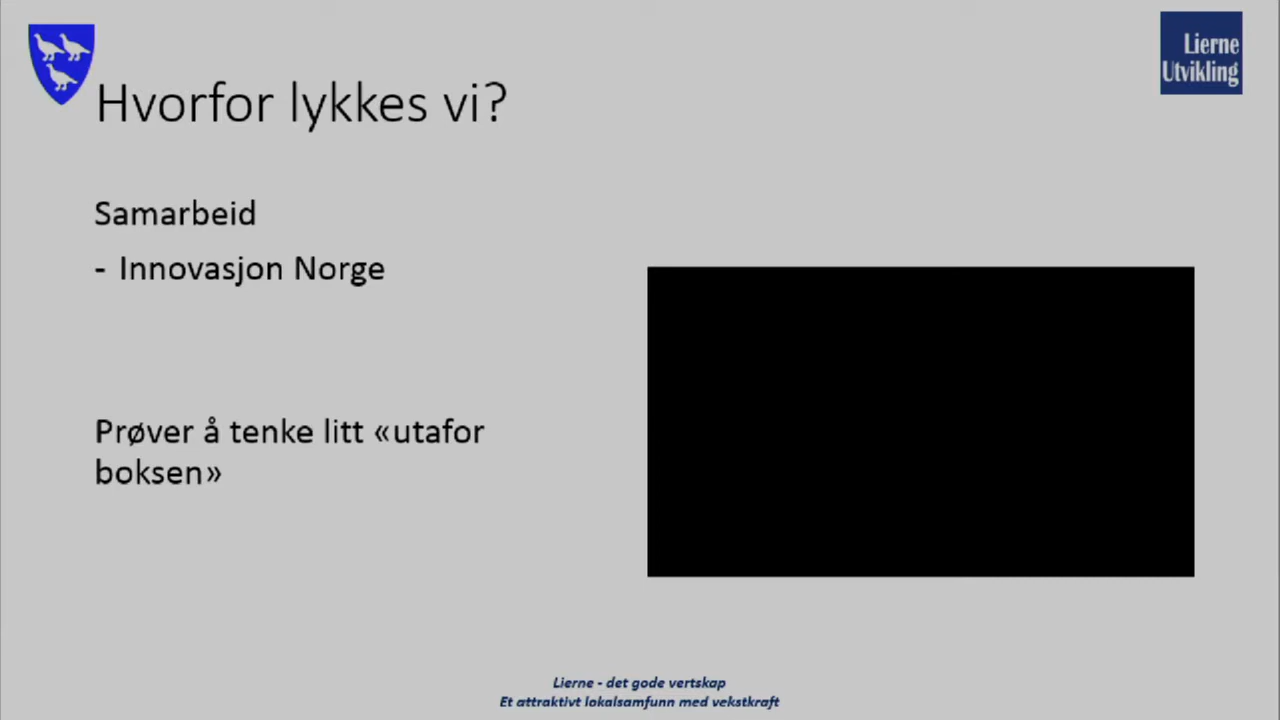 Lierne
Utvikling
Hvorfor lykkes vi?
Samarbeid
- Innovasjon Norge
Prøver å tenke litt «utafor
boksen»
Lierne - det gode vertskap
Et attraktivt lokalsamfunn med vekstkraft